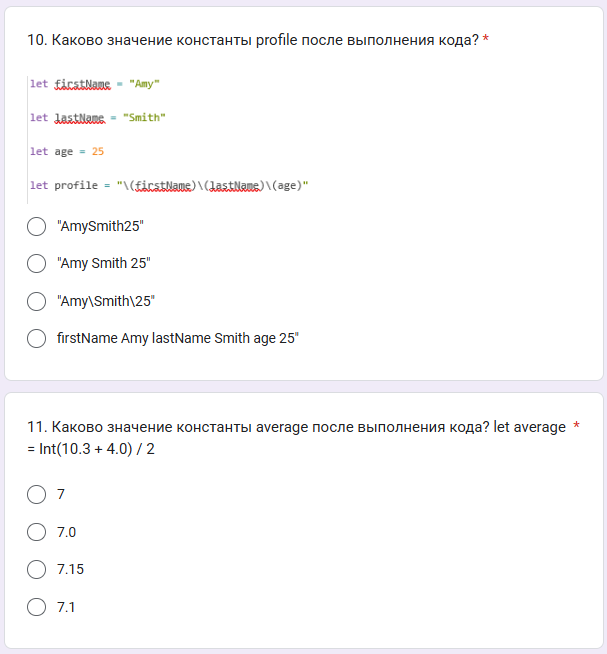 10. Каково значение константы profile после выполнения кода? *
let firstName = "Amy"
let lastName = "Smith"
let age = 25
let profile = "\(firstName)\(lastName)\(age)"
"AmySmith25"
"Amy Smith 25"
"Amy\Smith\25"
firstName Amy lastName Smith age 25"
11. Каково значение константы average после выполнения кода? let average *
= Int(10.3 + 4.0) / 2
7
7.0
7.15
7.1